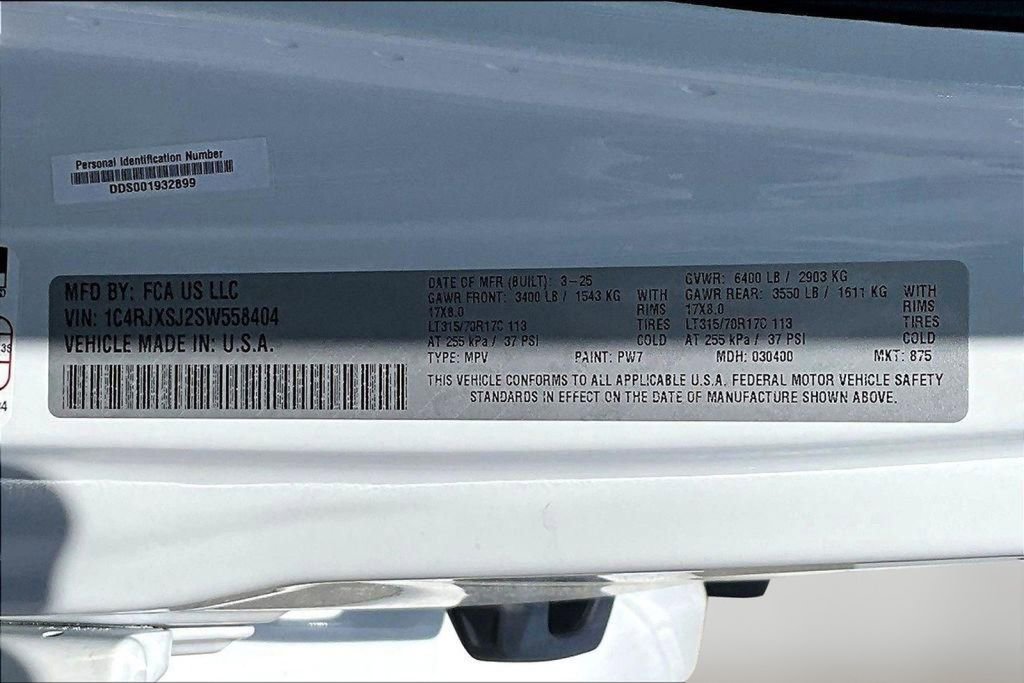 Personal Identification Number
DDS001932899
MFD BY: FCA US LLC
VIN: 1C4RJXSJ2SW558404
VEHICLE MADE IN: U.S.A.
DATE OF MFR (BUILT): 3-25
GAWR FRONT: 3400 LB / 1543 KG WITH
17X8.0 RIMS
LT315/70R17C 113 TIRES
AT 255 kPa / 37 PSI COLD
GVWR: 6400 LB / 2903 KG
GAWR REAR: 3550 LB / 1611 KG WITH
17X8.0 RIMS
LT315/70R17C 113 TIRES
AT 255 kPa / 37 PSI COLD
TYPE: MPV PAINT: PW7 MDH: 030400 MKT: 875
THIS VEHICLE CONFORMS TO ALL APPLICABLE U.S.A. FEDERAL MOTOR VEHICLE SAFETY
STANDARDS IN EFFECT ON THE DATE OF MANUFACTURE SHOWN ABOVE.